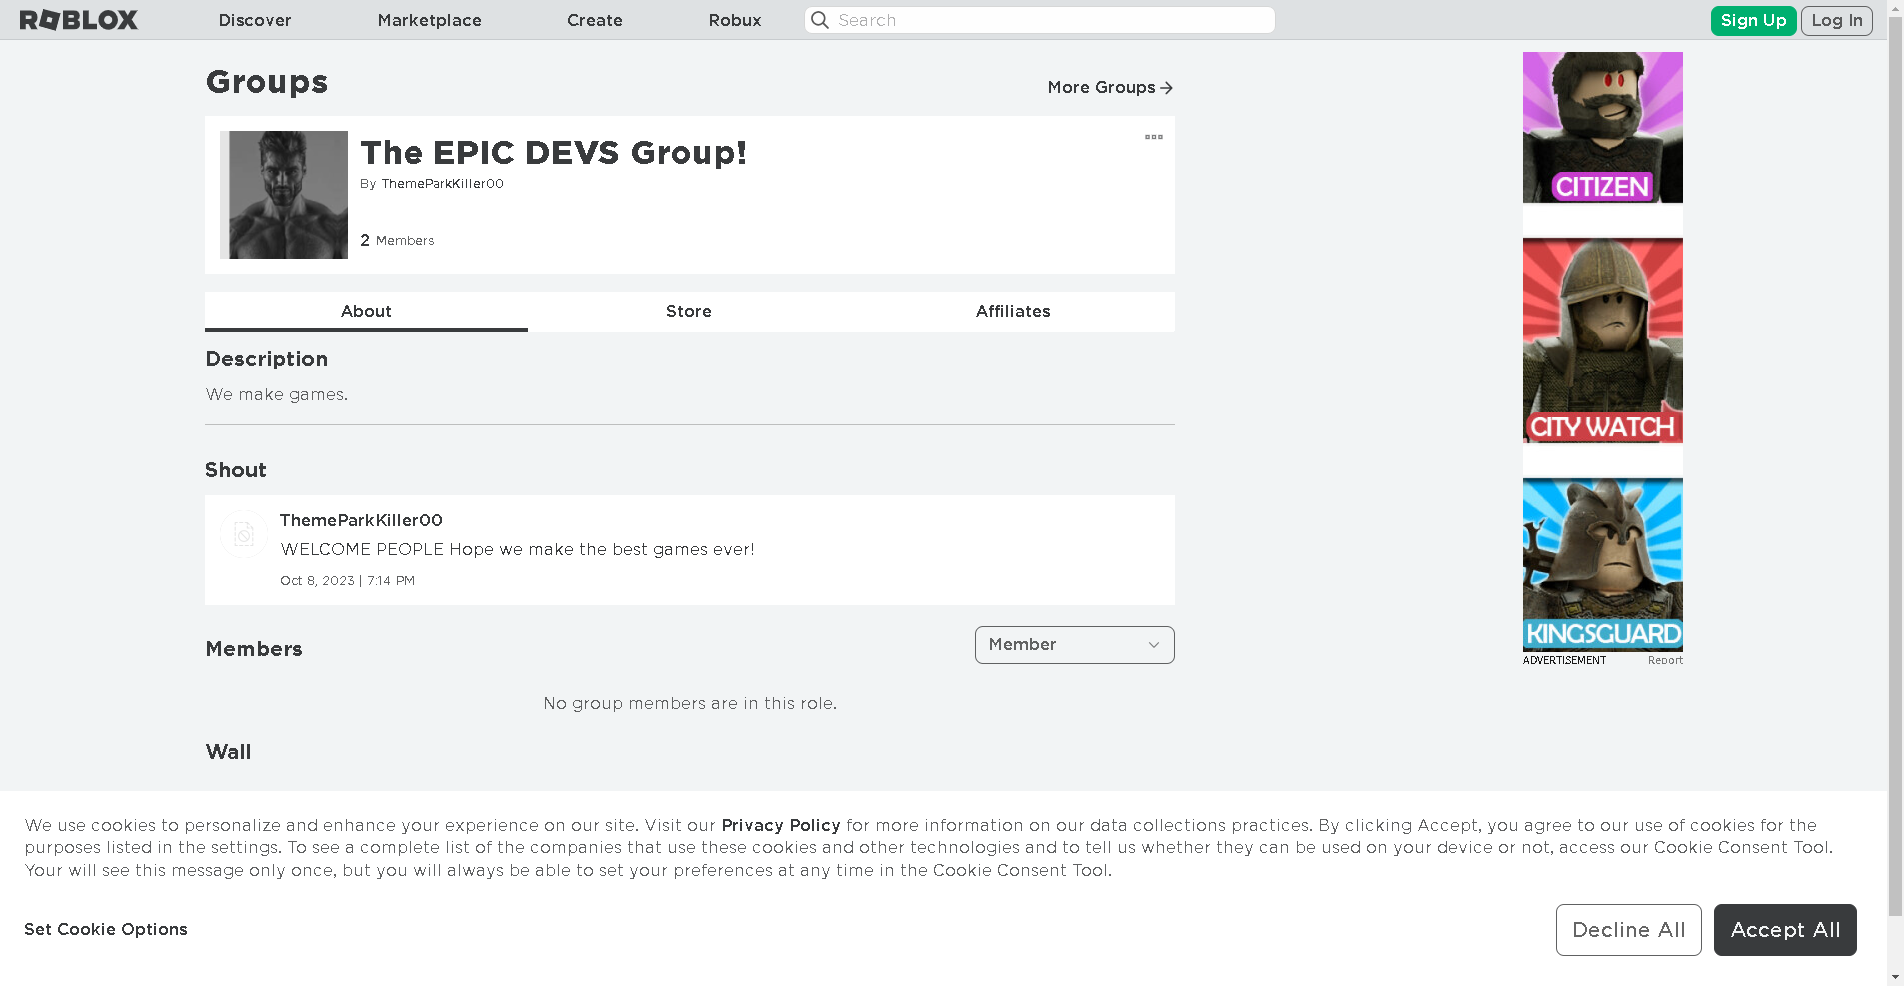 ROBLOX Discover Marketplace Create Robux Search Sign Up Log In
Groups
More Groups
The EPIC DEVS Group!
By ThemeParkKiller00
2 Members
About Store Affiliates
Description
We make games.
Shout
ThemeParkKiller00
WELCOME PEOPLE Hope we make the best games ever!
Oct 8, 2023 | 7:14 PM
Members
Member
No group members are in this role.
Wall
CITIZEN
CITY WATCH
KINGSGUARD
ADVERTISEMENT Report
We use cookies to personalize and enhance your experience on our site. Visit our Privacy Policy for more information on our data collections practices. By clicking Accept, you agree to our use of cookies for the
purposes listed in the settings. To see a complete list of the companies that use these cookies and other technologies and to tell us whether they can be used on your device or not, access our Cookie Consent Tool.
Your will see this message only once, but you will always be able to set your preferences at any time in the Cookie Consent Tool.
Set Cookie Options
Decline All
Accept All